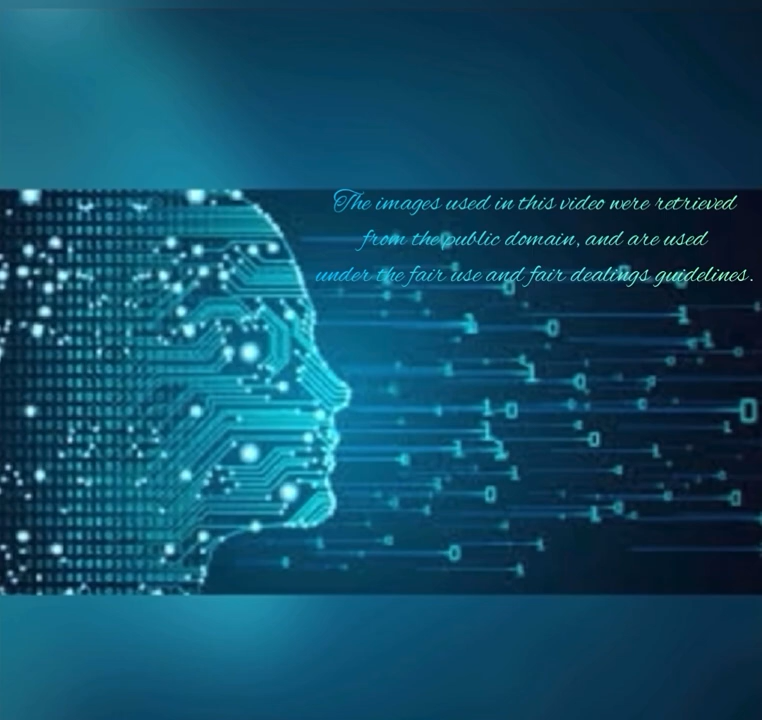 The images used in this video were retrieved
from the public domain, and are used
under the fair use and fair dealings guidelines.